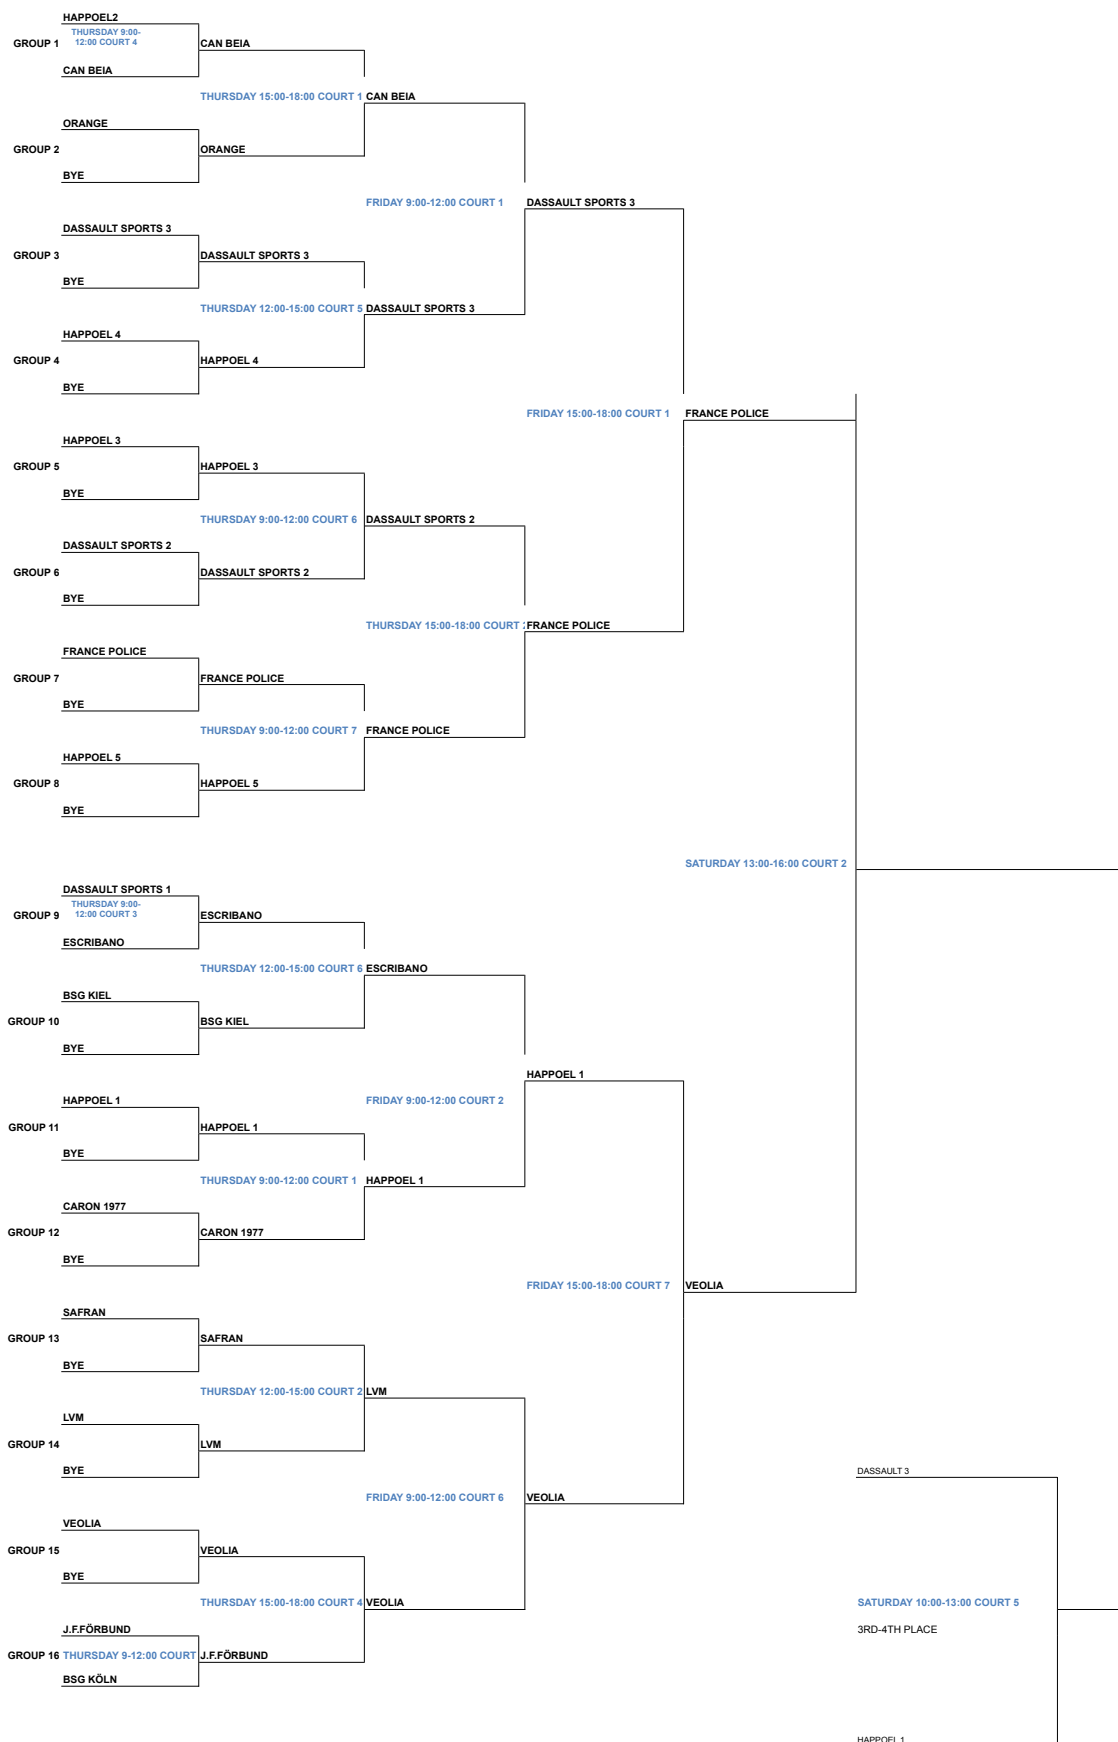 HAPPOEL2
THURSDAY 9:00-
12:00 COURT 4
GROUP 1
CAN BEIA
CAN BEIA
THURSDAY 15:00-18:00 COURT 1
CAN BEIA
ORANGE
GROUP 2
ORANGE
BYE
FRIDAY 9:00-12:00 COURT 1
DASSAULT SPORTS 3
DASSAULT SPORTS 3
GROUP 3
DASSAULT SPORTS 3
BYE
THURSDAY 12:00-15:00 COURT 5
DASSAULT SPORTS 3
HAPPOEL 4
GROUP 4
HAPPOEL 4
BYE
FRIDAY 15:00-18:00 COURT 1
FRANCE POLICE
HAPPOEL 3
GROUP 5
HAPPOEL 3
BYE
THURSDAY 9:00-12:00 COURT 6
DASSAULT SPORTS 2
DASSAULT SPORTS 2
GROUP 6
DASSAULT SPORTS 2
BYE
THURSDAY 15:00-18:00 COURT
FRANCE POLICE
FRANCE POLICE
GROUP 7
FRANCE POLICE
BYE
THURSDAY 9:00-12:00 COURT 7
FRANCE POLICE
HAPPOEL 5
GROUP 8
HAPPOEL 5
BYE
SATURDAY 13:00-16:00 COURT 2
DASSAULT SPORTS 1
THURSDAY 9:00-
12:00 COURT 3
GROUP 9
ESCRIBANO
ESCRIBANO
THURSDAY 12:00-15:00 COURT 6
ESCRIBANO
BSG KIEL
GROUP 10
BSG KIEL
BYE
HAPPOEL 1
FRIDAY 9:00-12:00 COURT 2
HAPPOEL 1
GROUP 11
HAPPOEL 1
BYE
THURSDAY 9:00-12:00 COURT 1
HAPPOEL 1
CARON 1977
GROUP 12
CARON 1977
BYE
FRIDAY 15:00-18:00 COURT 7
VEOLIA
SAFRAN
GROUP 13
SAFRAN
BYE
THURSDAY 12:00-15:00 COURT 2
LVM
LVM
GROUP 14
LVM
BYE
DASSAULT 3
FRIDAY 9:00-12:00 COURT 6
VEOLIA
VEOLIA
GROUP 15
VEOLIA
BYE
THURSDAY 15:00-18:00 COURT 4
VEOLIA
SATURDAY 10:00-13:00 COURT 5
J.F.FÖRBUND
3RD-4TH PLACE
GROUP 16
THURSDAY 9-12:00 COURT
J.F.FÖRBUND
BSG KÖLN
HAPPOEL 1